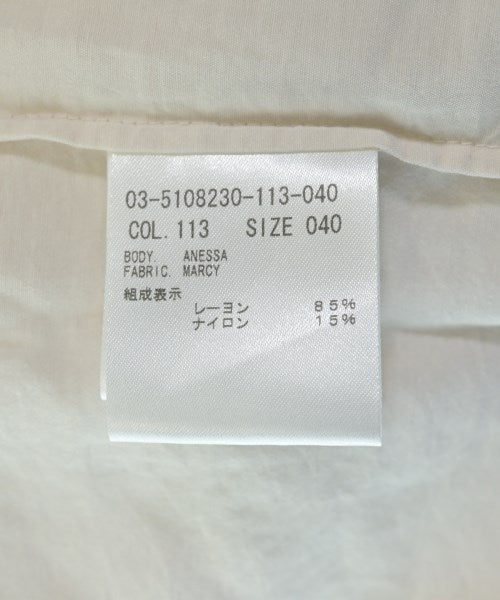 03-5108230-113-040
COL. 113 SIZE 040
BODY. ANESSA
FABRIC. MARCY
組成表示
レーヨン 85%
ナイロン 15%